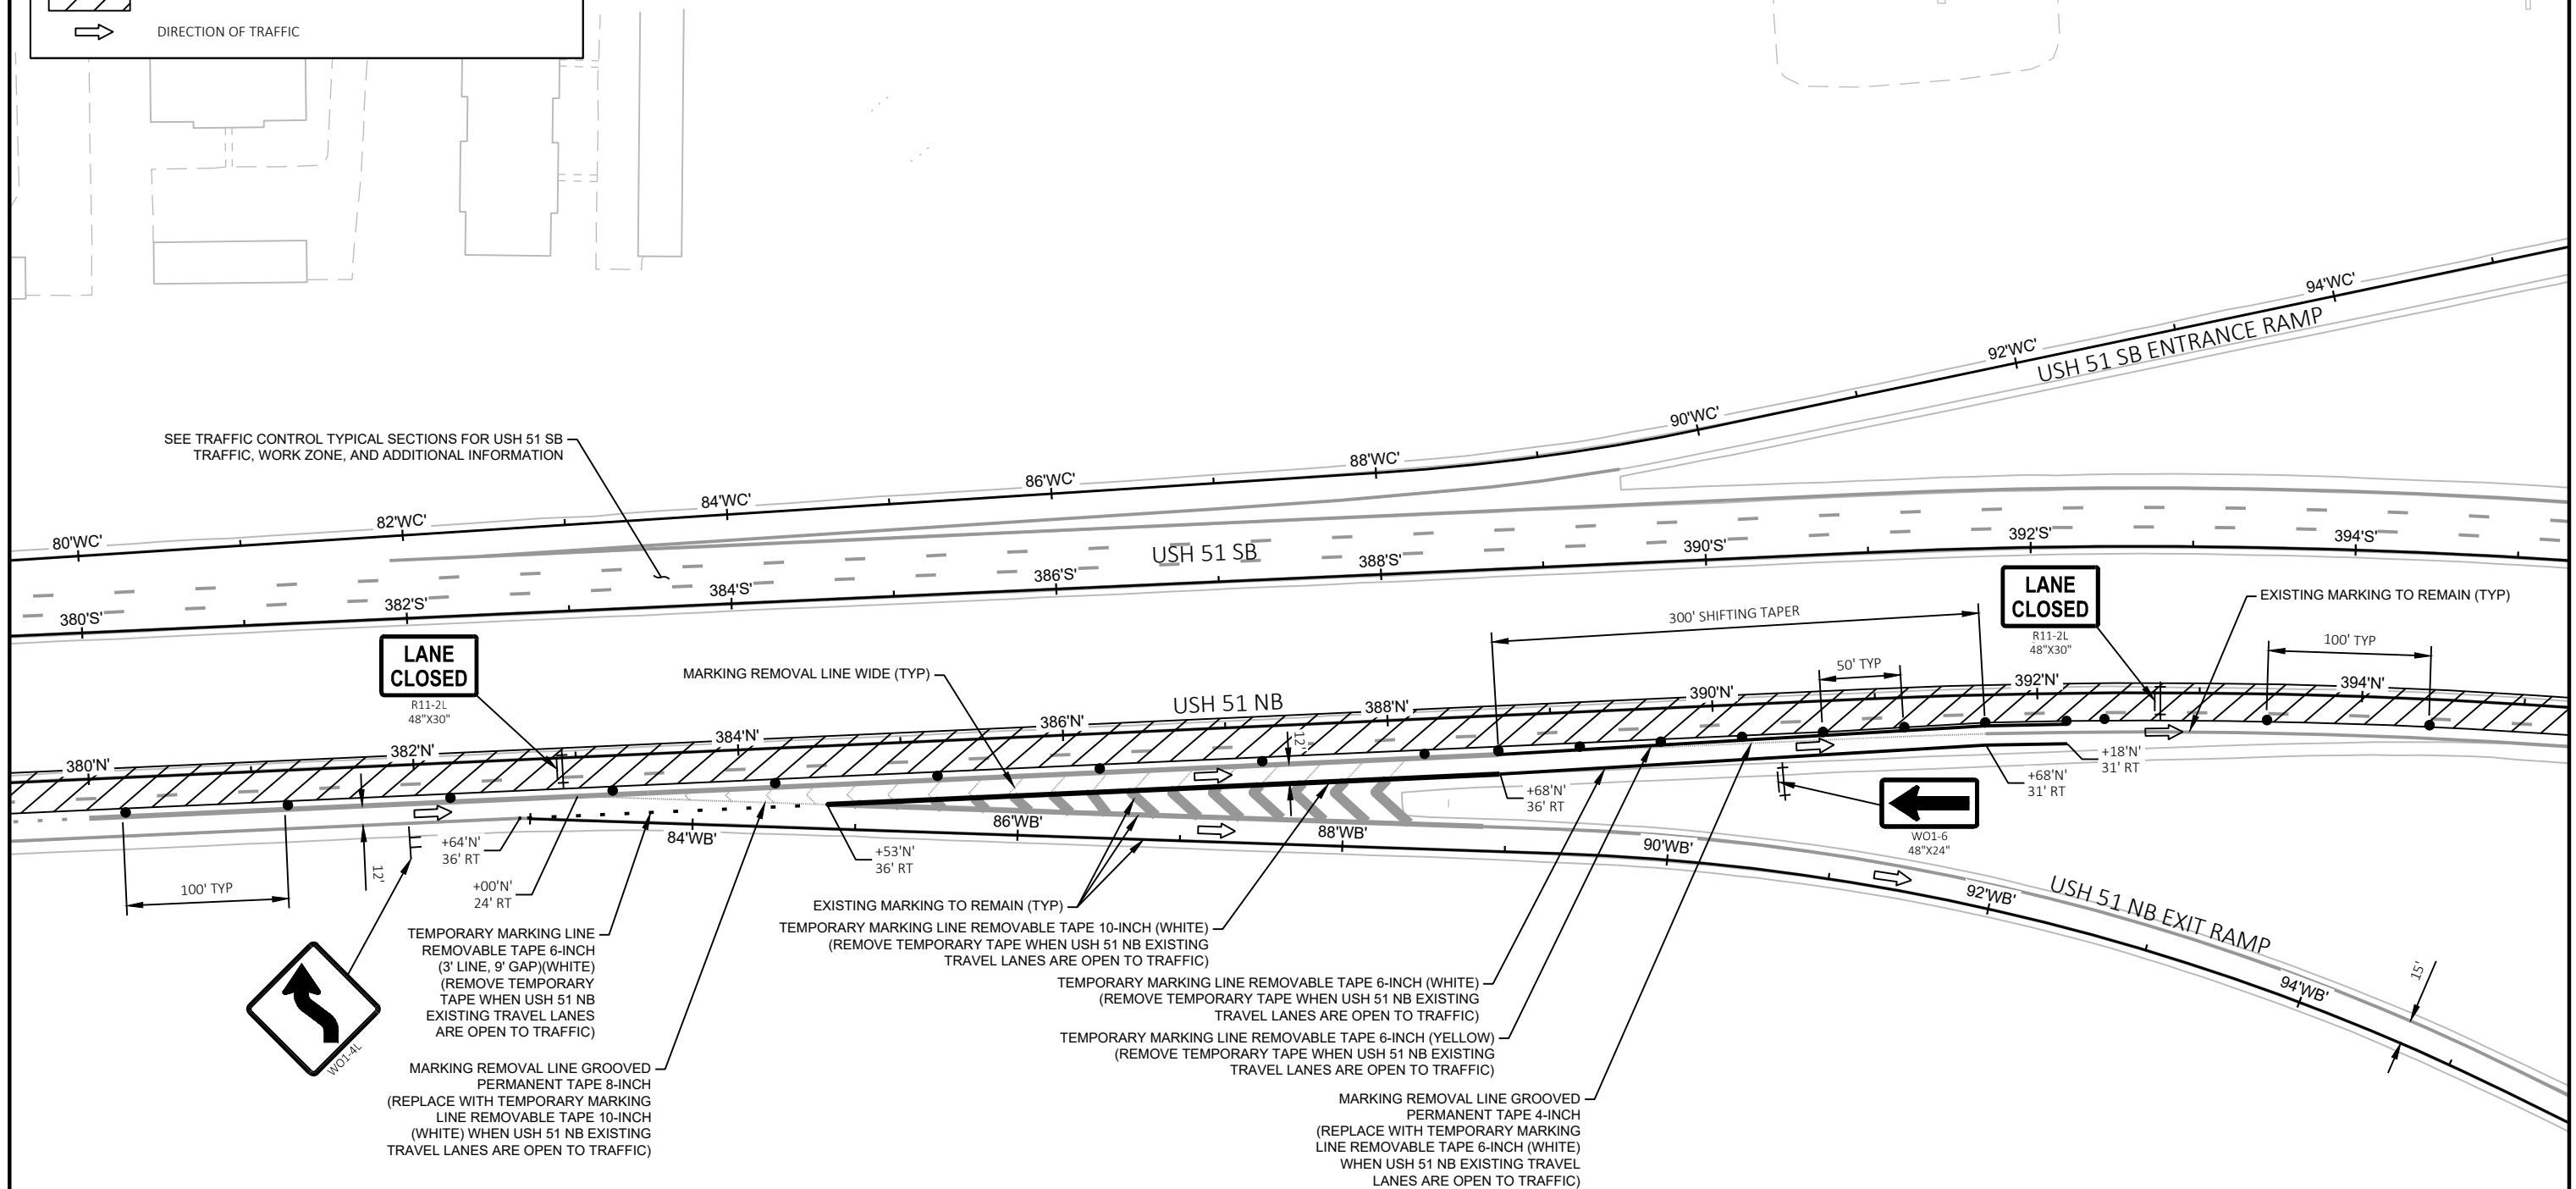 DIRECTION OF TRAFFIC
94'WC'
USH 51 SB ENTRANCE RAMP
92'WC'
90'WC'
88'WC'
86'WC'
84'WC'
82'WC'
80'WC'
SEE TRAFFIC CONTROL TYPICAL SECTIONS FOR USH 51 SB
TRAFFIC, WORK ZONE, AND ADDITIONAL INFORMATION
USH 51 SB
380'S'
382'S'
384'S'
386'S'
388'S'
390'S'
392'S'
394'S'
LANE
CLOSED
R11-2L
48"X30"
MARKING REMOVAL LINE WIDE (TYP)
USH 51 NB
300' SHIFTING TAPER
50' TYP
LANE
CLOSED
R11-2L
48"X30"
EXISTING MARKING TO REMAIN (TYP)
100' TYP
380'N'
382'N'
384'N'
386'N'
388'N'
390'N'
392'N'
394'N'
12'
12'
100' TYP
+64'N'
36' RT
+00'N'
24' RT
84'WB'
86'WB'
88'WB'
90'WB'
92'WB'
94'WB'
+53'N'
36' RT
+68'N'
36' RT
+68'N'
31' RT
+18'N'
31' RT
WO1-6
48"X24"
USH 51 NB EXIT RAMP
15'
WO1-4L
EXISTING MARKING TO REMAIN (TYP)
TEMPORARY MARKING LINE
REMOVABLE TAPE 6-INCH
(3' LINE, 9' GAP)(WHITE)
(REMOVE TEMPORARY
TAPE WHEN USH 51 NB
EXISTING TRAVEL LANES
ARE OPEN TO TRAFFIC)
TEMPORARY MARKING LINE REMOVABLE TAPE 10-INCH (WHITE)
(REMOVE TEMPORARY TAPE WHEN USH 51 NB EXISTING
TRAVEL LANES ARE OPEN TO TRAFFIC)
TEMPORARY MARKING LINE REMOVABLE TAPE 6-INCH (WHITE)
(REMOVE TEMPORARY TAPE WHEN USH 51 NB EXISTING
TRAVEL LANES ARE OPEN TO TRAFFIC)
TEMPORARY MARKING LINE REMOVABLE TAPE 6-INCH (YELLOW)
(REMOVE TEMPORARY TAPE WHEN USH 51 NB EXISTING
TRAVEL LANES ARE OPEN TO TRAFFIC)
MARKING REMOVAL LINE GROOVED
PERMANENT TAPE 8-INCH
(REPLACE WITH TEMPORARY MARKING
LINE REMOVABLE TAPE 10-INCH
(WHITE) WHEN USH 51 NB EXISTING
TRAVEL LANES ARE OPEN TO TRAFFIC)
MARKING REMOVAL LINE GROOVED
PERMANENT TAPE 4-INCH
(REPLACE WITH TEMPORARY MARKING
LINE REMOVABLE TAPE 6-INCH (WHITE)
WHEN USH 51 NB EXISTING TRAVEL
LANES ARE OPEN TO TRAFFIC)